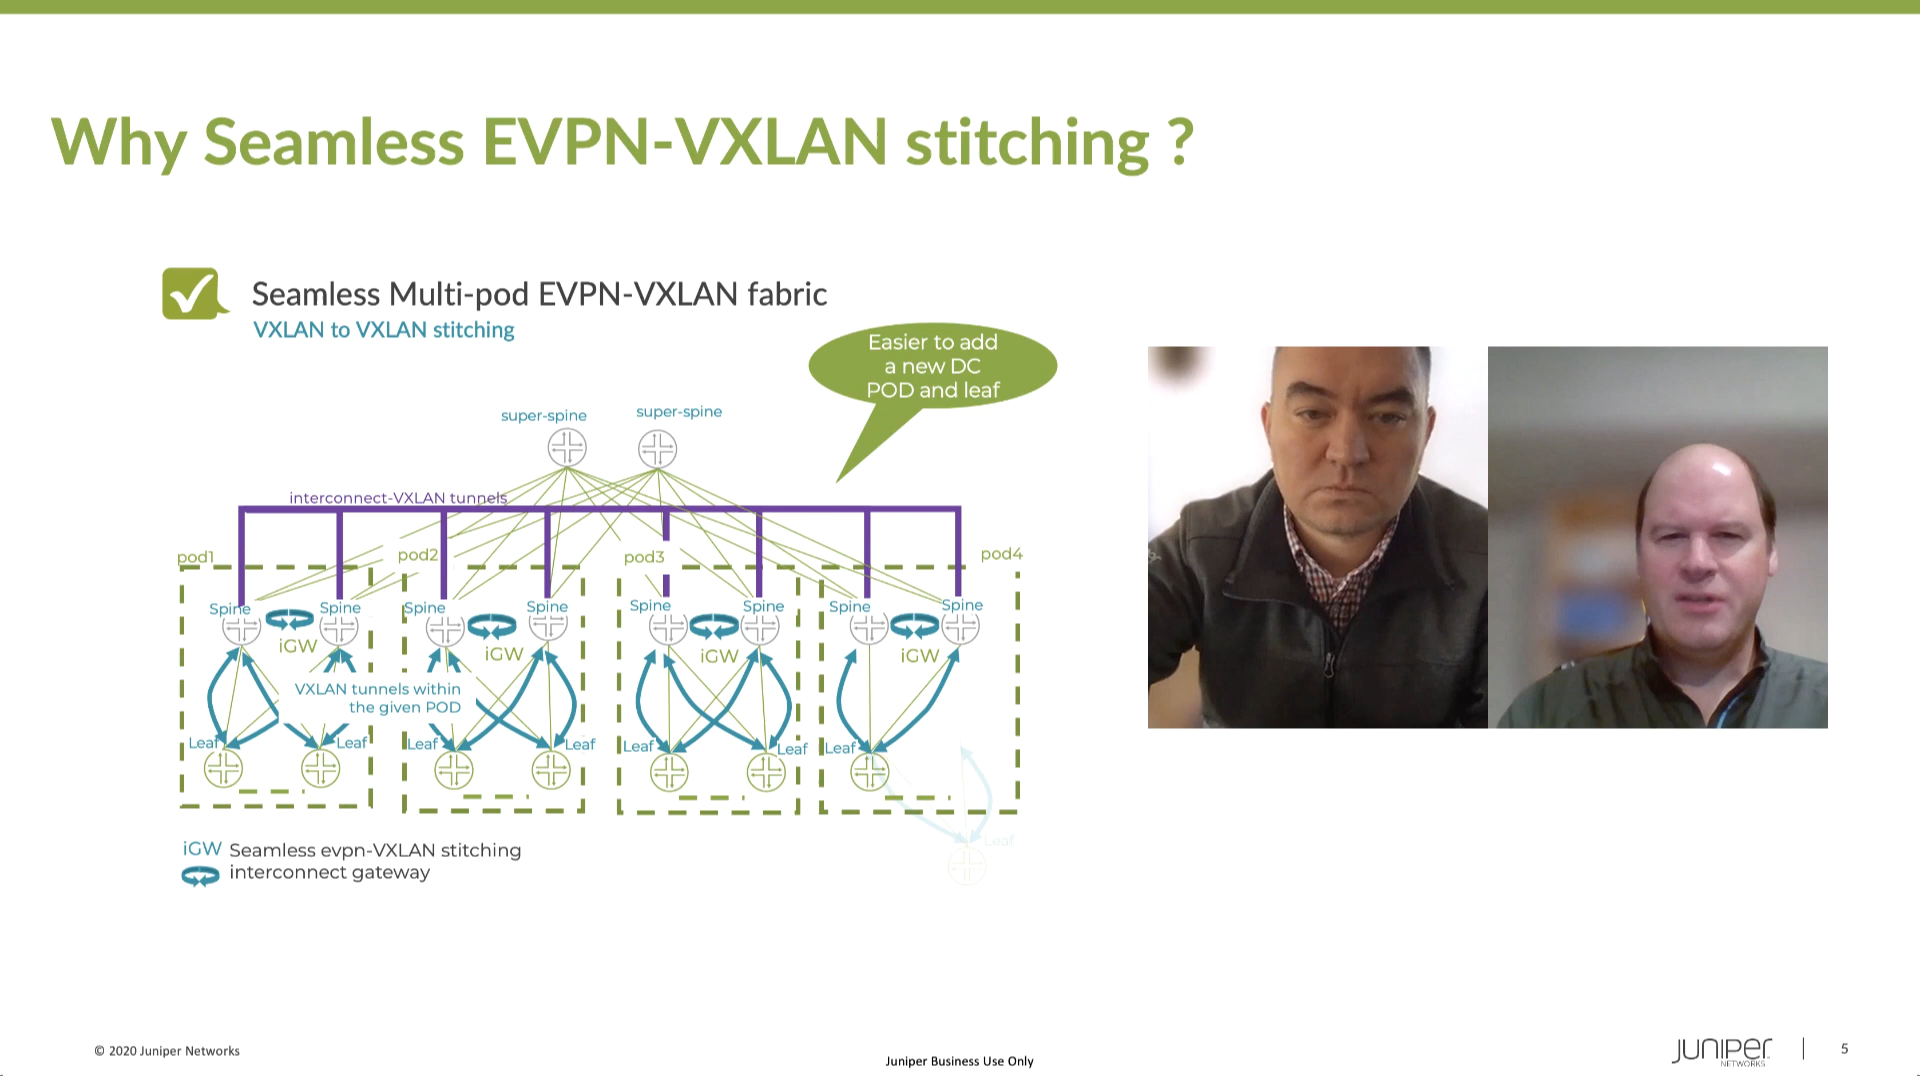 Why Seamless EVPN-VXLAN stitching ?
Seamless Multi-pod EVPN-VXLAN fabric
VXLAN to VXLAN stitching
Easier to add
a new DC
POD and leaf
super-spine
super-spine
interconnect-VXLAN tunnels
pod1
pod2
pod3
pod4
Spine
Spine
Spine
Spine
Spine
Spine
Spine
Spine
iGW
iGW
iGW
iGW
VXLAN tunnels within
the given POD
Leaf
Leaf
Leaf
Leaf
Leaf
Leaf
Leaf
Leaf
iGW Seamless evpn-VXLAN stitching
interconnect gateway
© 2020 Juniper Networks
Juniper Business Use Only
JUNIPER
NETWORKS
5